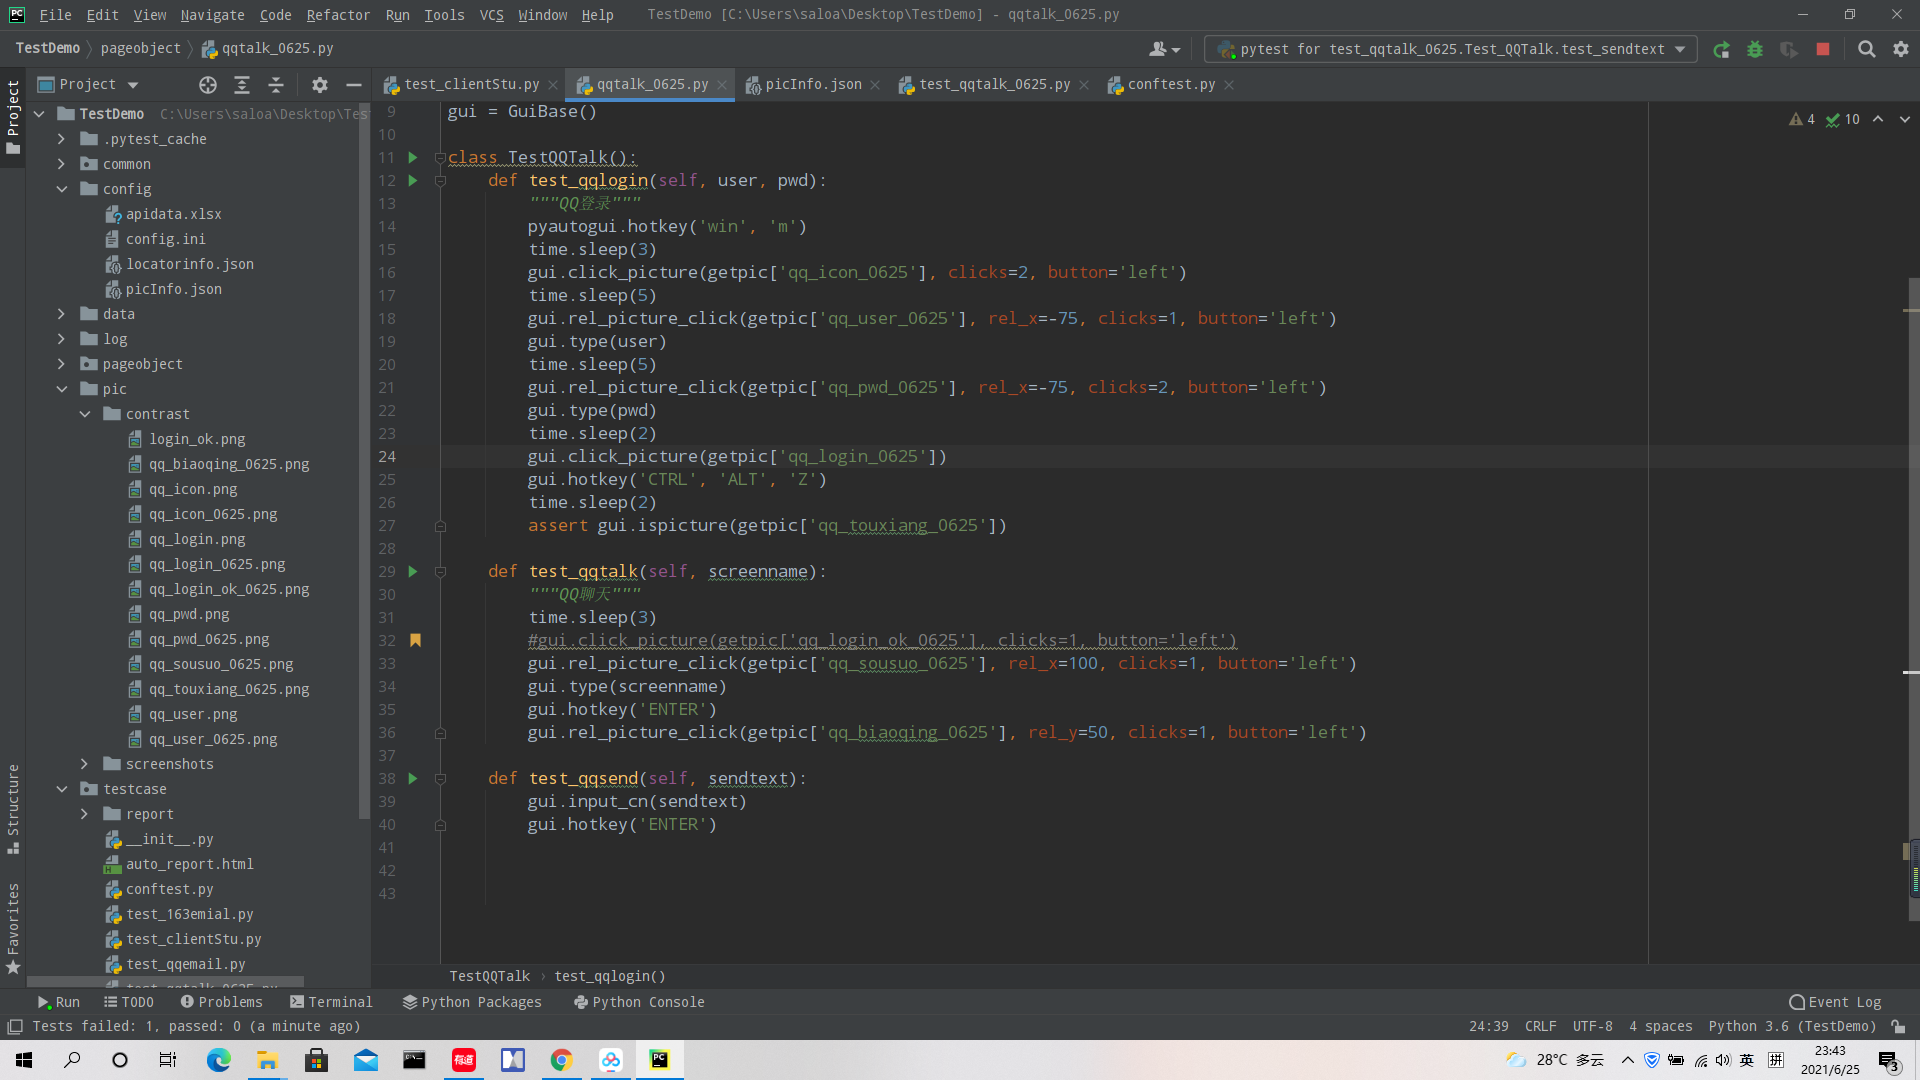 File Edit View Navigate Code Refactor Run Tools VCS Window Help TestDemo [C:\Users\saloa\Desktop\TestDemo] - qqtalk_0625.py
TestDemo pageobject qqtalk_0625.py pytest for test_qqtalk_0625.Test_QQTalk.test_sendtext
Project
test_clientStu.py qqtalk_0625.py picInfo.json test_qqtalk_0625.py conftest.py
Project
Structure
Favorites
TestDemo C:\Users\saloa\Desktop\Tes
.pytest_cache
common
config
apidata.xlsx
config.ini
locatorinfo.json
picInfo.json
data
log
pageobject
pic
contrast
login_ok.png
qq_biaoqing_0625.png
qq_icon.png
qq_icon_0625.png
qq_login.png
qq_login_0625.png
qq_login_ok_0625.png
qq_pwd.png
qq_pwd_0625.png
qq_sousuo_0625.png
qq_touxiang_0625.png
qq_user.png
qq_user_0625.png
screenshots
testcase
report
__init__.py
auto_report.html
conftest.py
test_163emial.py
test_clientStu.py
test_qqemail.py
test_qqtalk_0625.py
4 10
9 gui = GuiBase()
10
11 class TestQQTalk():
12 def test_qqlogin(self, user, pwd):
13 """QQ登录"""
14 pyautogui.hotkey('win', 'm')
15 time.sleep(3)
16 gui.click_picture(getpic['qq_icon_0625'], clicks=2, button='left')
17 time.sleep(5)
18 gui.rel_picture_click(getpic['qq_user_0625'], rel_x=-75, clicks=1, button='left')
19 gui.type(user)
20 time.sleep(5)
21 gui.rel_picture_click(getpic['qq_pwd_0625'], rel_x=-75, clicks=2, button='left')
22 gui.type(pwd)
23 time.sleep(2)
24 gui.click_picture(getpic['qq_login_0625'])
25 gui.hotkey('CTRL', 'ALT', 'Z')
26 time.sleep(2)
27 assert gui.ispicture(getpic['qq_touxiang_0625'])
28
29 def test_qqtalk(self, screenname):
30 """QQ聊天"""
31 time.sleep(3)
32 #gui.click_picture(getpic['qq_login_ok_0625'], clicks=1, button='left')
33 gui.rel_picture_click(getpic['qq_sousuo_0625'], rel_x=100, clicks=1, button='left')
34 gui.type(screenname)
35 gui.hotkey('ENTER')
36 gui.rel_picture_click(getpic['qq_biaoqing_0625'], rel_y=50, clicks=1, button='left')
37
38 def test_qqsend(self, sendtext):
39 gui.input_cn(sendtext)
40 gui.hotkey('ENTER')
41
42
43
TestQQTalk test_qqlogin()
Run TODO Problems Terminal Python Packages Python Console Event Log
Tests failed: 1, passed: 0 (a minute ago) 24:39 CRLF UTF-8 4 spaces Python 3.6 (TestDemo)
有道 28°C 多云 英 拼 23:43
2021/6/25 3